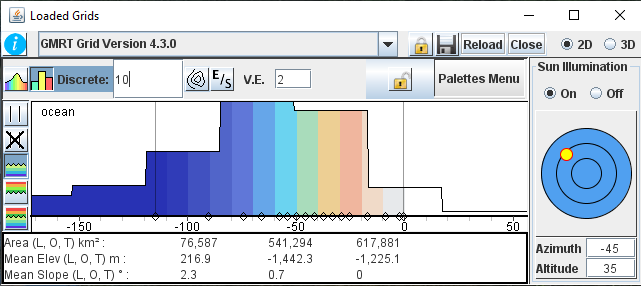 Loaded Grids
GMRT Grid Version 4.3.0
Reload
Close
2D
3D
Discrete:
10
E/S
V.E.
2
Palettes Menu
Sun Illumination
On
Off
ocean
-150
-100
-50
0
50
Area (L, O, T) km² :
76,587
541,294
617,881
Mean Elev (L, O, T) m :
216.9
-1,442.3
-1,225.1
Mean Slope (L, O, T) ° :
2.3
0.7
0
Azimuth
-45
Altitude
35